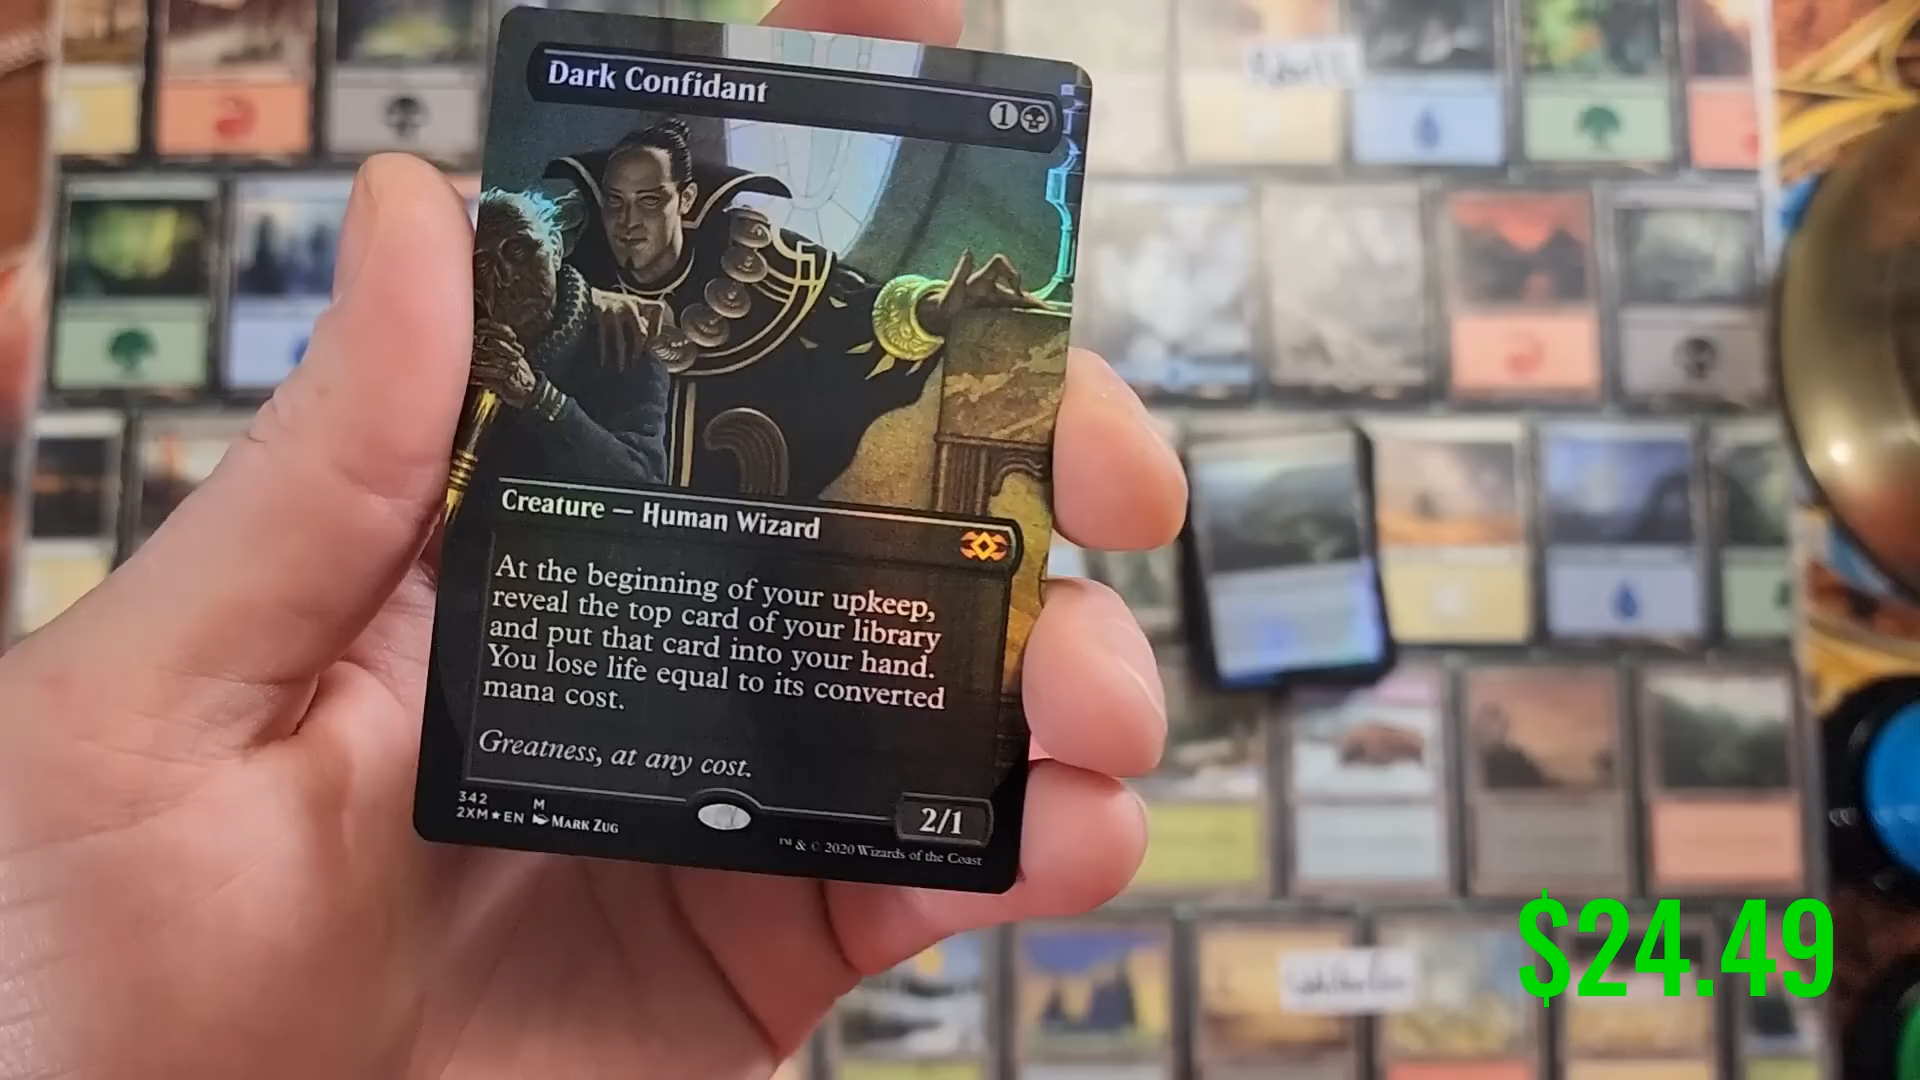 Dark Confidant
1
Creature — Human Wizard
At the beginning of your upkeep,
reveal the top card of your library
and put that card into your hand.
You lose life equal to its converted
mana cost.
Greatness, at any cost.
342 M
2XM★EN MARK ZUG
2/1
™ & © 2020 Wizards of the Coast
$24.49